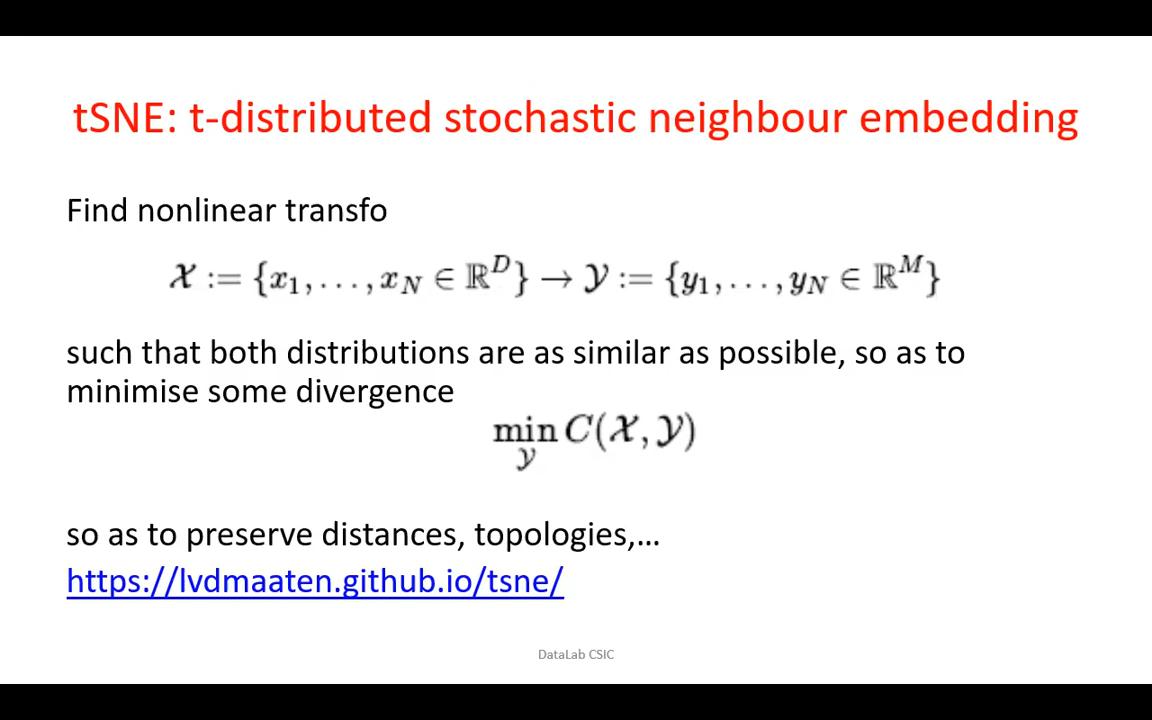 tSNE: t-distributed stochastic neighbour embedding
Find nonlinear transfo
𝒳 := {x₁, . . . , x_N ∈ ℝ^D} → 𝒴 := {y₁, . . . , y_N ∈ ℝ^M}
such that both distributions are as similar as possible, so as to
minimise some divergence
min C(𝒳, 𝒴)
𝒴
so as to preserve distances, topologies,...
https://lvdmaaten.github.io/tsne/
DataLab CSIC